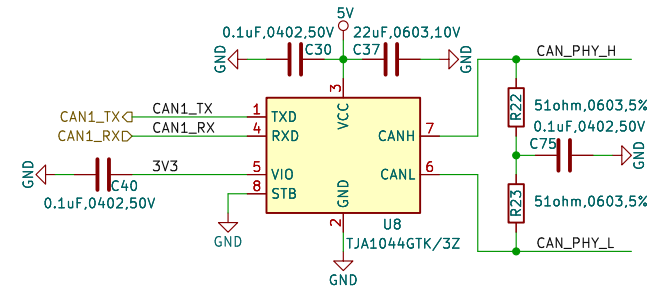 5V
0.1uF,0402,50V
22uF,0603,10V
GND
C30
C37
GND
CAN_PHY_H
3
VCC
CAN1_TX
CAN1_TX
1
TXD
CAN1_RX
CAN1_RX
4
RXD
CANH
7
R22
51ohm,0603,5%
0.1uF,0402,50V
C75
GND
GND
C40
0.1uF,0402,50V
3V3
5
VIO
CANL
6
8
STB
GND
GND
2
U8
TJA1044GTK/3Z
GND
R23
51ohm,0603,5%
CAN_PHY_L